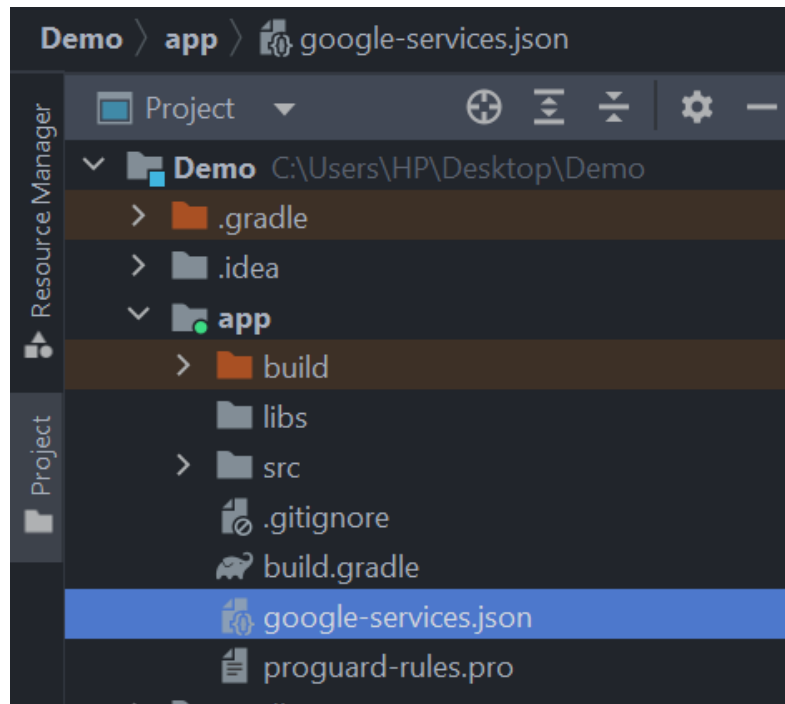 Demo > app > google-services.json
Resource Manager
Project
Project
Demo C:\Users\HP\Desktop\Demo
.gradle
.idea
app
build
libs
src
.gitignore
build.gradle
google-services.json
proguard-rules.pro